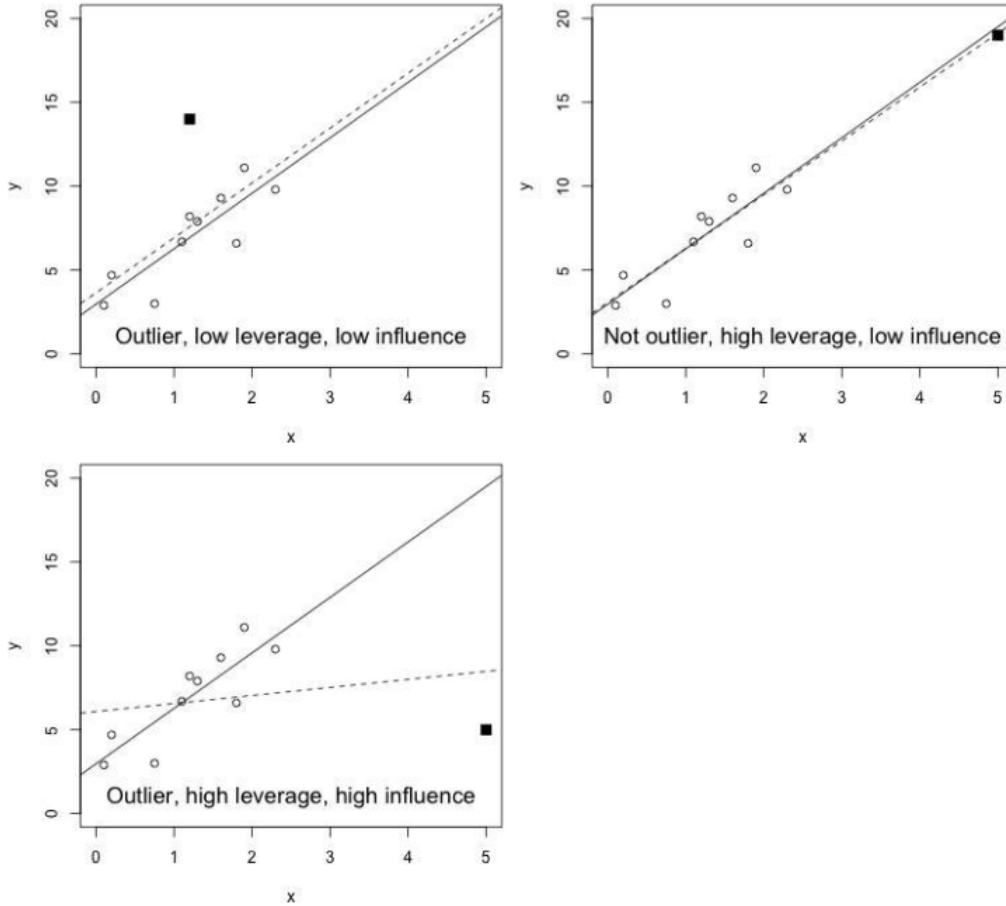 20
15
10
5
0
y
Outlier, low leverage, low influence
0 1 2 3 4 5
x
20
15
10
5
0
y
Not outlier, high leverage, low influence
0 1 2 3 4 5
x
20
15
10
5
0
y
Outlier, high leverage, high influence
0 1 2 3 4 5
x